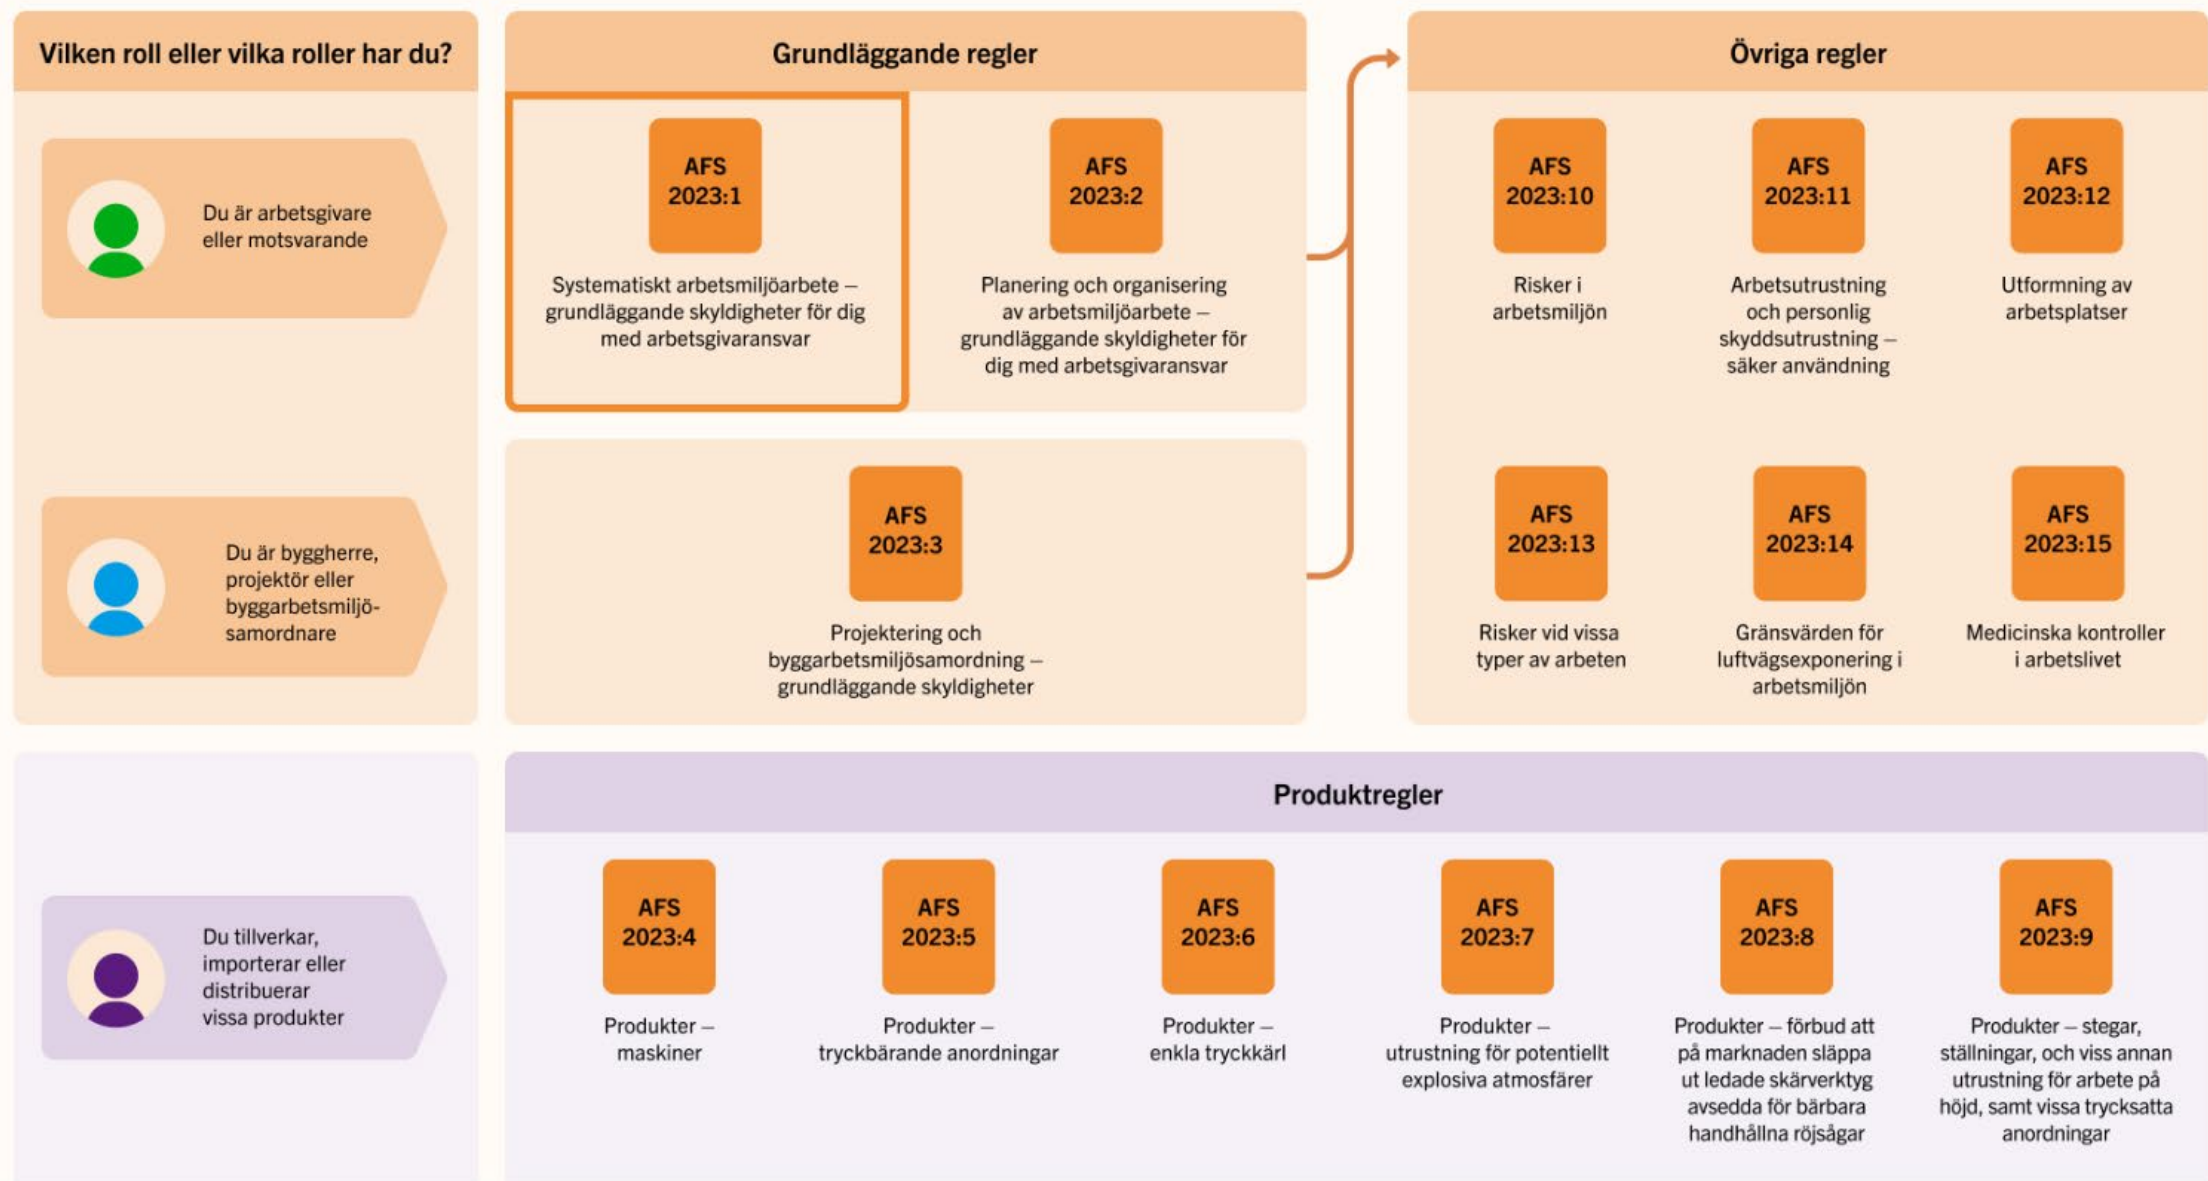 Vilken roll eller vilka roller har du?
Du är arbetsgivare
eller motsvarande
Du är byggherre,
projektör eller
byggarbetsmiljö-
samordnare
Grundläggande regler
AFS
2023:1
Systematiskt arbetsmiljöarbete –
grundläggande skyldigheter för dig
med arbetsgivaransvar
AFS
2023:2
Planering och organisering
av arbetsmiljöarbete –
grundläggande skyldigheter för
dig med arbetsgivaransvar
AFS
2023:3
Projektering och
byggarbetsmiljösamordning –
grundläggande skyldigheter
Övriga regler
AFS
2023:10
Risker i
arbetsmiljön
AFS
2023:11
Arbetsutrustning
och personlig
skyddsutrustning –
säker användning
AFS
2023:12
Utformning av
arbetsplatser
AFS
2023:13
Risker vid vissa
typer av arbeten
AFS
2023:14
Gränsvärden för
luftvägsexponering i
arbetsmiljön
AFS
2023:15
Medicinska kontroller
i arbetslivet
Du tillverkar,
importerar eller
distribuerar
vissa produkter
Produktregler
AFS
2023:4
Produkter –
maskiner
AFS
2023:5
Produkter –
tryckbärande anordningar
AFS
2023:6
Produkter –
enkla tryckkärl
AFS
2023:7
Produkter –
utrustning för potentiellt
explosiva atmosfärer
AFS
2023:8
Produkter – förbud att
på marknaden släppa
ut ledade skärverktyg
avsedda för bärbara
handhållna röjsågar
AFS
2023:9
Produkter – stegar,
ställningar, och viss annan
utrustning för arbete på
höjd, samt vissa trycksatta
anordningar